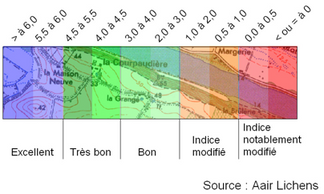 > à 6,0
5,5 à 6,0
4,5 à 5,5
4,0 à 4,5
3,0 à 4,0
2,0 à 3,0
1,0 à 2,0
0,5 à 1,0
0,0 à 0,5
< ou = à 0
44
Margerie
la Maison
Neuve
la Courpaudière
la Grange
42
Excellent
Très bon
Bon
Indice
modifié
Indice
notablement
modifié
Source : Aair Lichens